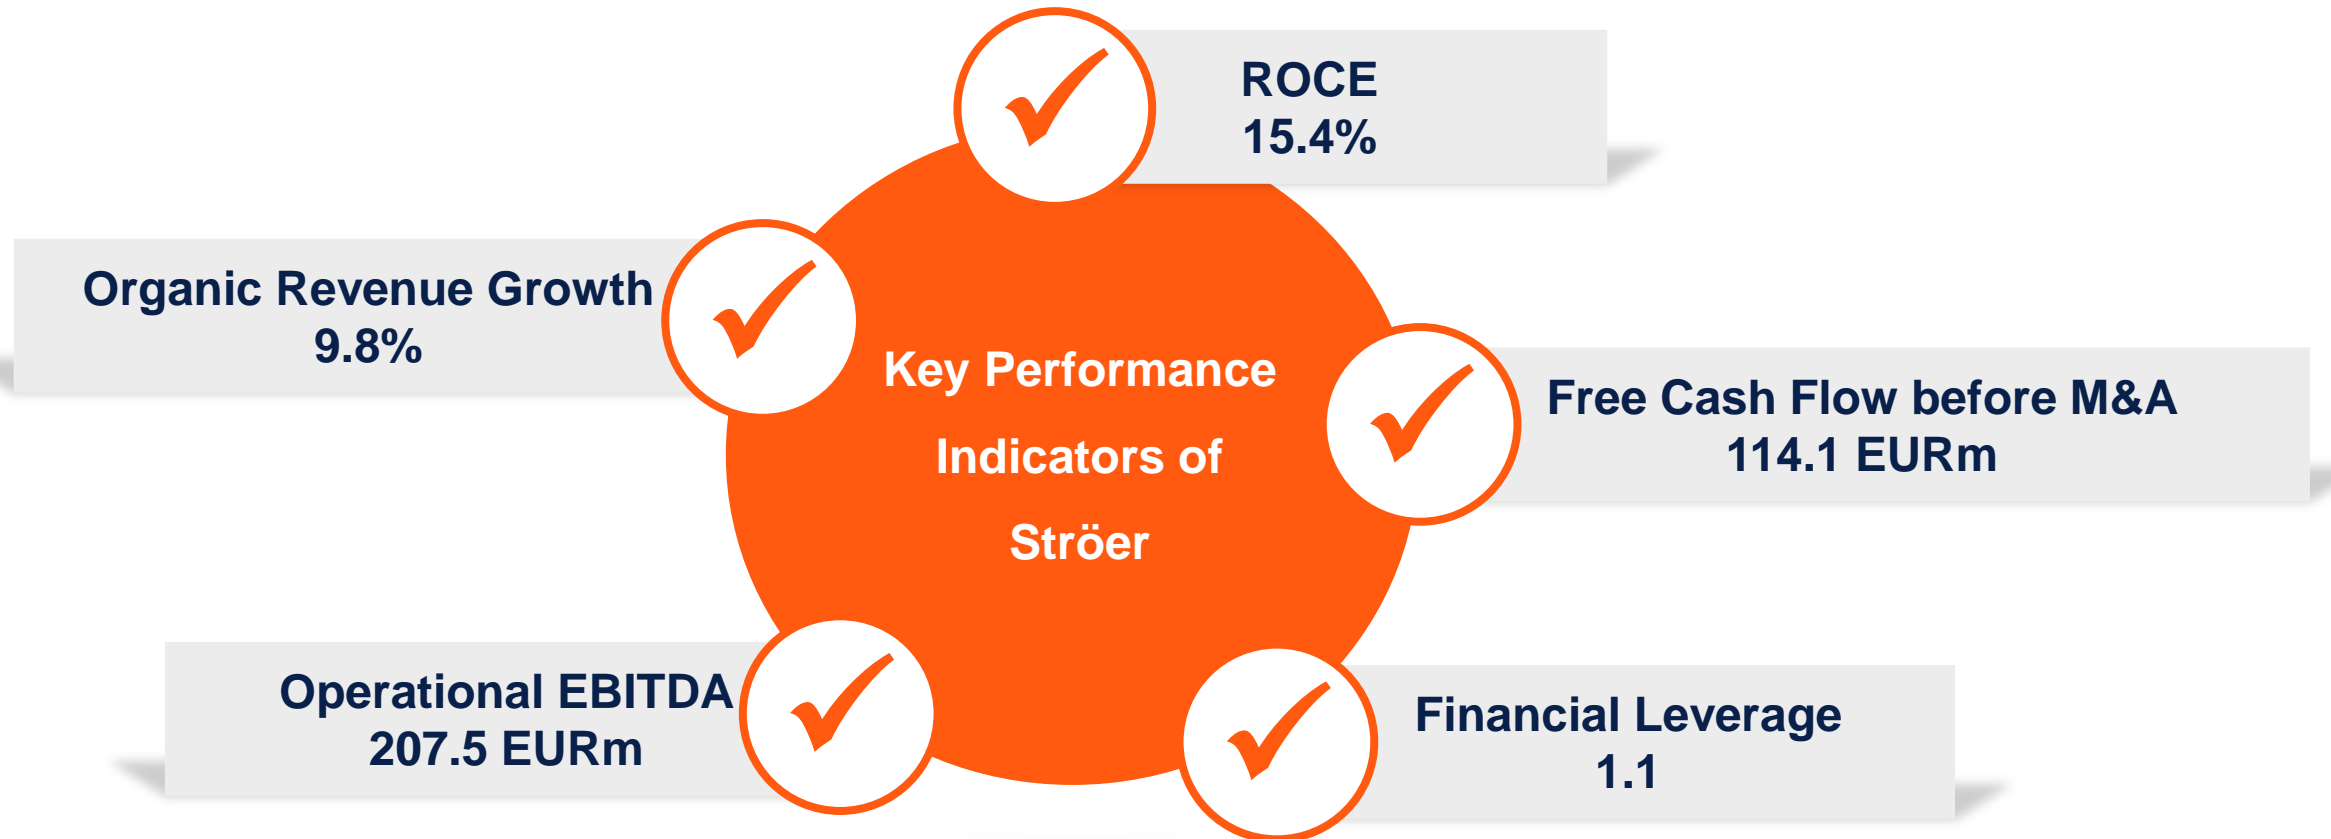 ROCE
15.4%
Organic Revenue Growth
9.8%
Key Performance
Indicators of
Ströer
Free Cash Flow before M&A
114.1 EURm
Operational EBITDA
207.5 EURm
Financial Leverage
1.1